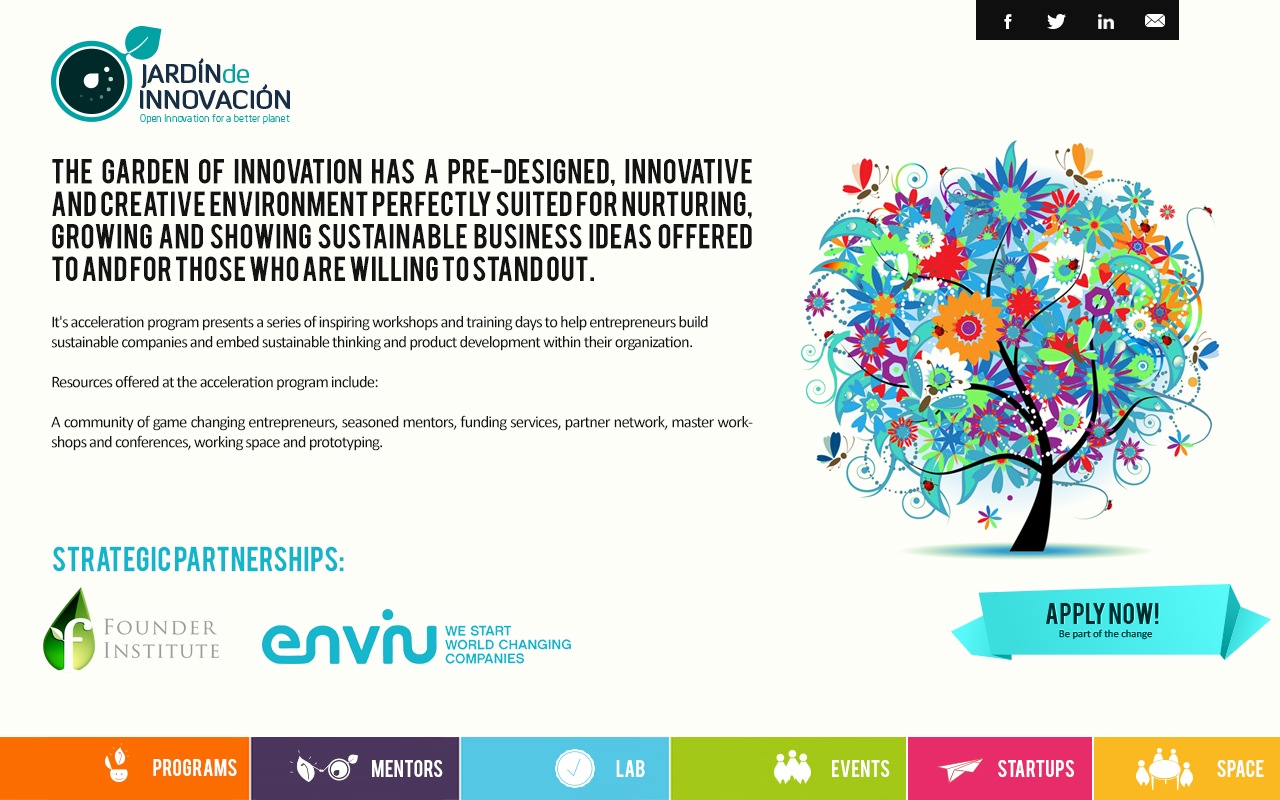 JARDÍNde
INNOVACIÓN
Open Innovation for a better planet
THE GARDEN OF INNOVATION HAS A PRE-DESIGNED, INNOVATIVE
AND CREATIVE ENVIRONMENT PERFECTLY SUITED FOR NURTURING,
GROWING AND SHOWING SUSTAINABLE BUSINESS IDEAS OFFERED
TO AND FOR THOSE WHO ARE WILLING TO STAND OUT.
It's acceleration program presents a series of inspiring workshops and training days to help entrepreneurs build
sustainable companies and embed sustainable thinking and product development within their organization.
Resources offered at the acceleration program include:
A community of game changing entrepreneurs, seasoned mentors, funding services, partner network, master work-
shops and conferences, working space and prototyping.
STRATEGIC PARTNERSHIPS:
FOUNDER
INSTITUTE
enviu
WE START
WORLD CHANGING
COMPANIES
APPLY NOW!
Be part of the change
PROGRAMS
MENTORS
LAB
EVENTS
STARTUPS
SPACE